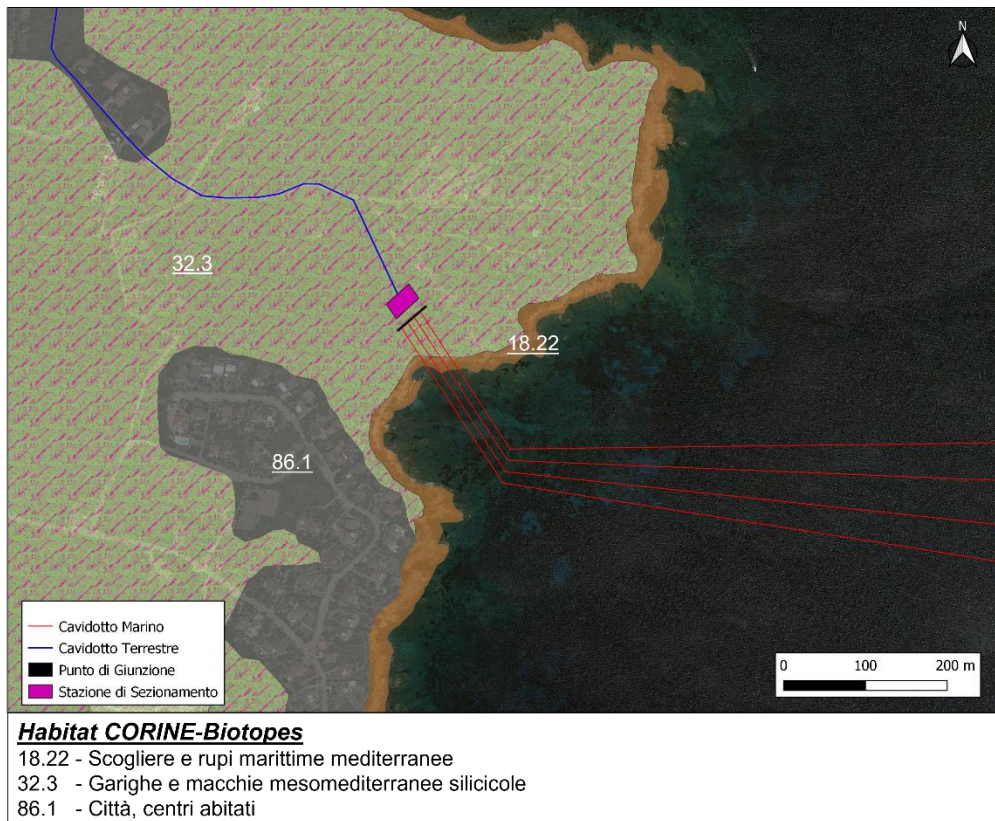 N
32.3
18.22
86.1
Cavidotto Marino
Cavidotto Terrestre
Punto di Giunzione
Stazione di Sezionamento
0 100 200 m
Habitat CORINE-Biotopes
18.22 - Scogliere e rupi marittime mediterranee
32.3 - Garighe e macchie mesomediterranee silicicole
86.1 - Città, centri abitati